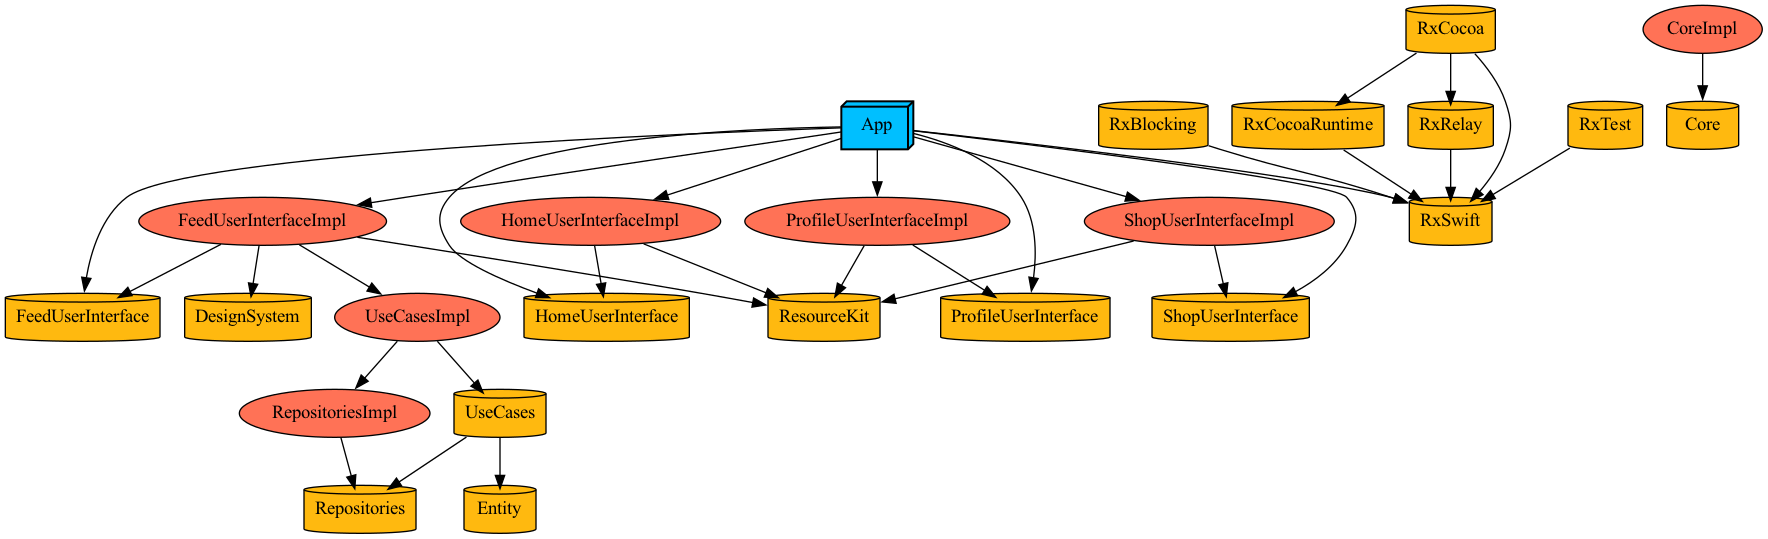 RxCocoa
CoreImpl
App
RxBlocking
RxCocoaRuntime
RxRelay
RxTest
Core
FeedUserInterfaceImpl
HomeUserInterfaceImpl
ProfileUserInterfaceImpl
ShopUserInterfaceImpl
RxSwift
FeedUserInterface
DesignSystem
UseCasesImpl
HomeUserInterface
ResourceKit
ProfileUserInterface
ShopUserInterface
RepositoriesImpl
UseCases
Repositories
Entity